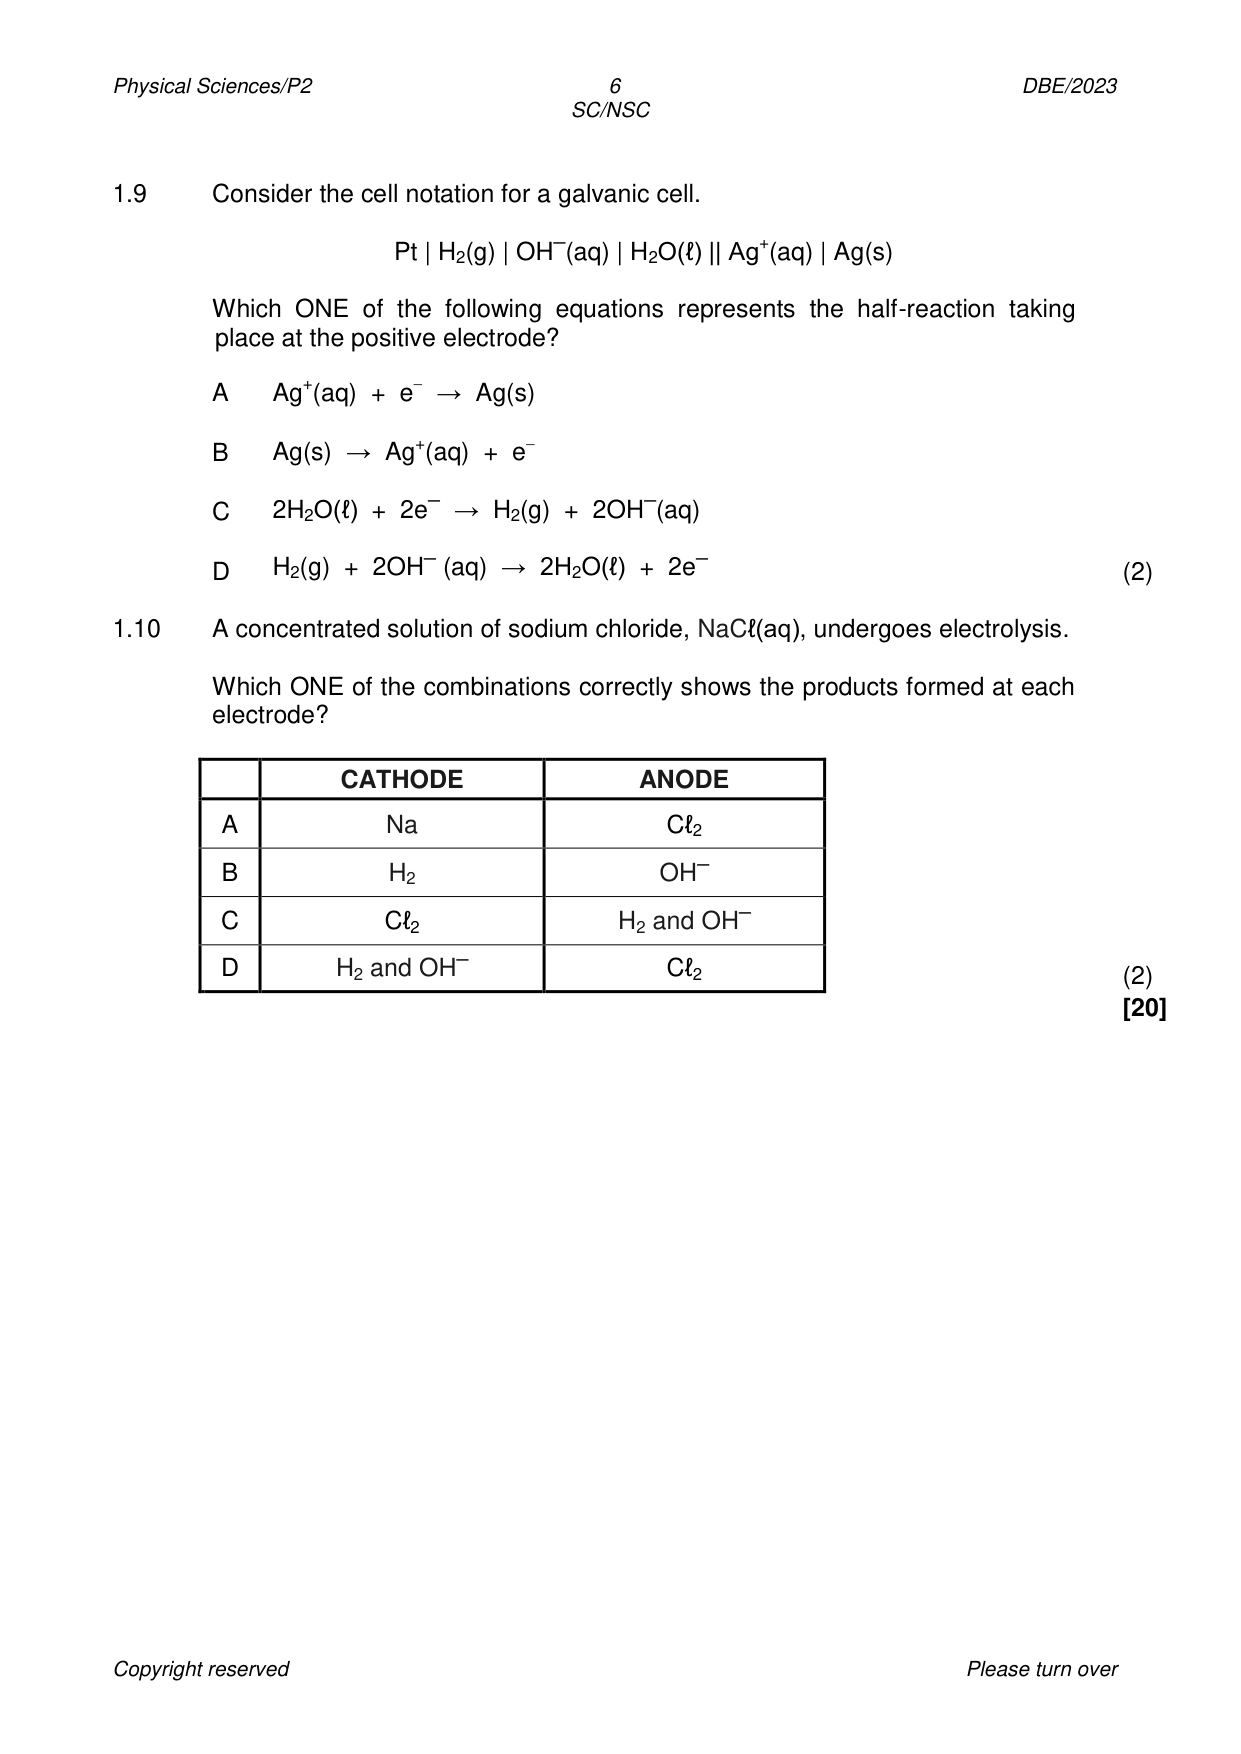 Physical Sciences/P2 6 DBE/2023
SC/NSC
1.9 Consider the cell notation for a galvanic cell.
Pt | H₂(g) | OH⁻(aq) | H₂O(ℓ) || Ag⁺(aq) | Ag(s)
Which ONE of the following equations represents the half-reaction taking
place at the positive electrode?
A Ag⁺(aq) + e⁻ → Ag(s)
B Ag(s) → Ag⁺(aq) + e⁻
C 2H₂O(ℓ) + 2e⁻ → H₂(g) + 2OH⁻(aq)
D H₂(g) + 2OH⁻ (aq) → 2H₂O(ℓ) + 2e⁻ (2)
1.10 A concentrated solution of sodium chloride, NaCℓ(aq), undergoes electrolysis.
Which ONE of the combinations correctly shows the products formed at each
electrode?
CATHODE ANODE
A Na Cℓ₂
B H₂ OH⁻
C Cℓ₂ H₂ and OH⁻
D H₂ and OH⁻ Cℓ₂
(2)
[20]
Copyright reserved Please turn over